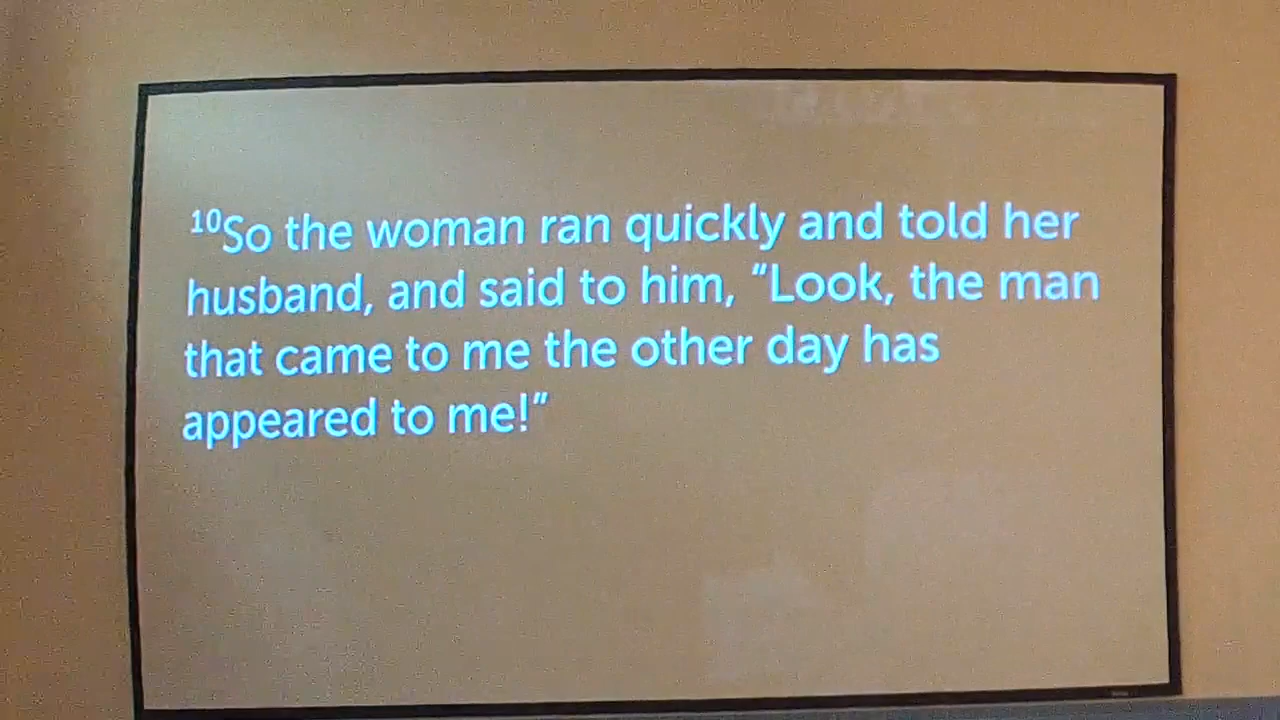 ¹⁰So the woman ran quickly and told her
husband, and said to him, “Look, the man
that came to me the other day has
appeared to me!”